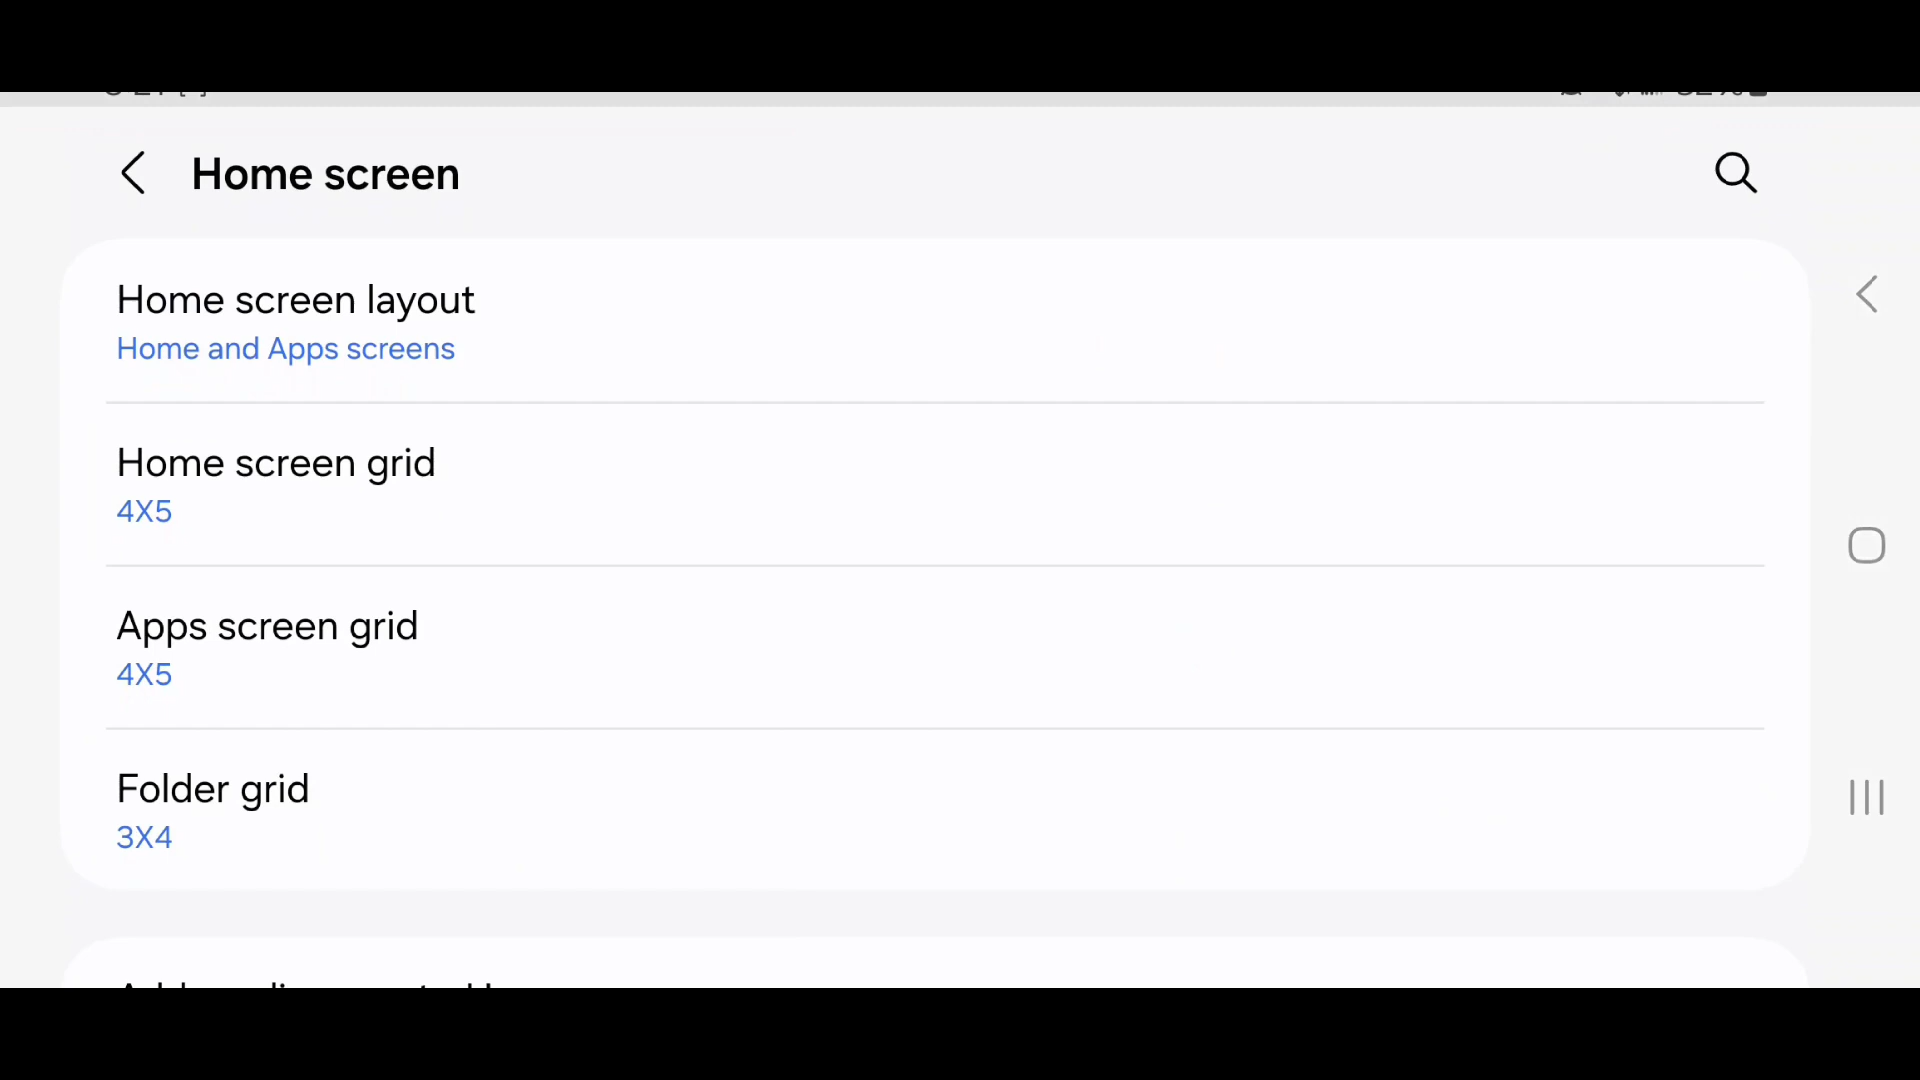 Home screen
Home screen layout
Home and Apps screens
Home screen grid
4X5
Apps screen grid
4X5
Folder grid
3X4